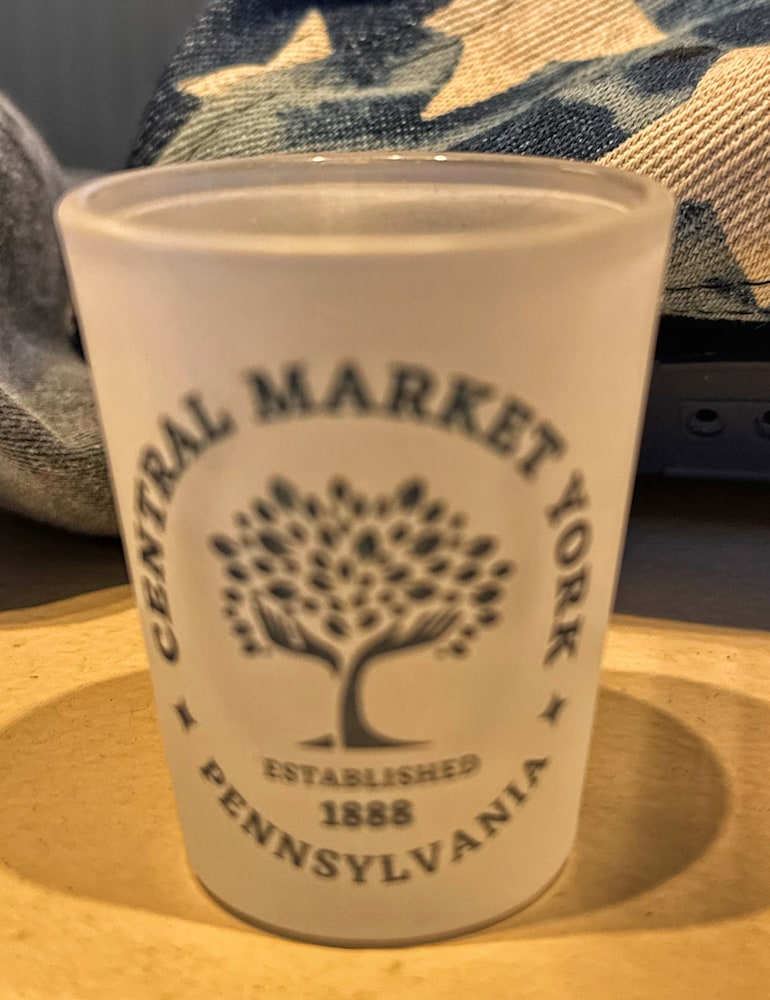 CENTRAL MARKET YORK
ESTABLISHED
1888
PENNSYLVANIA